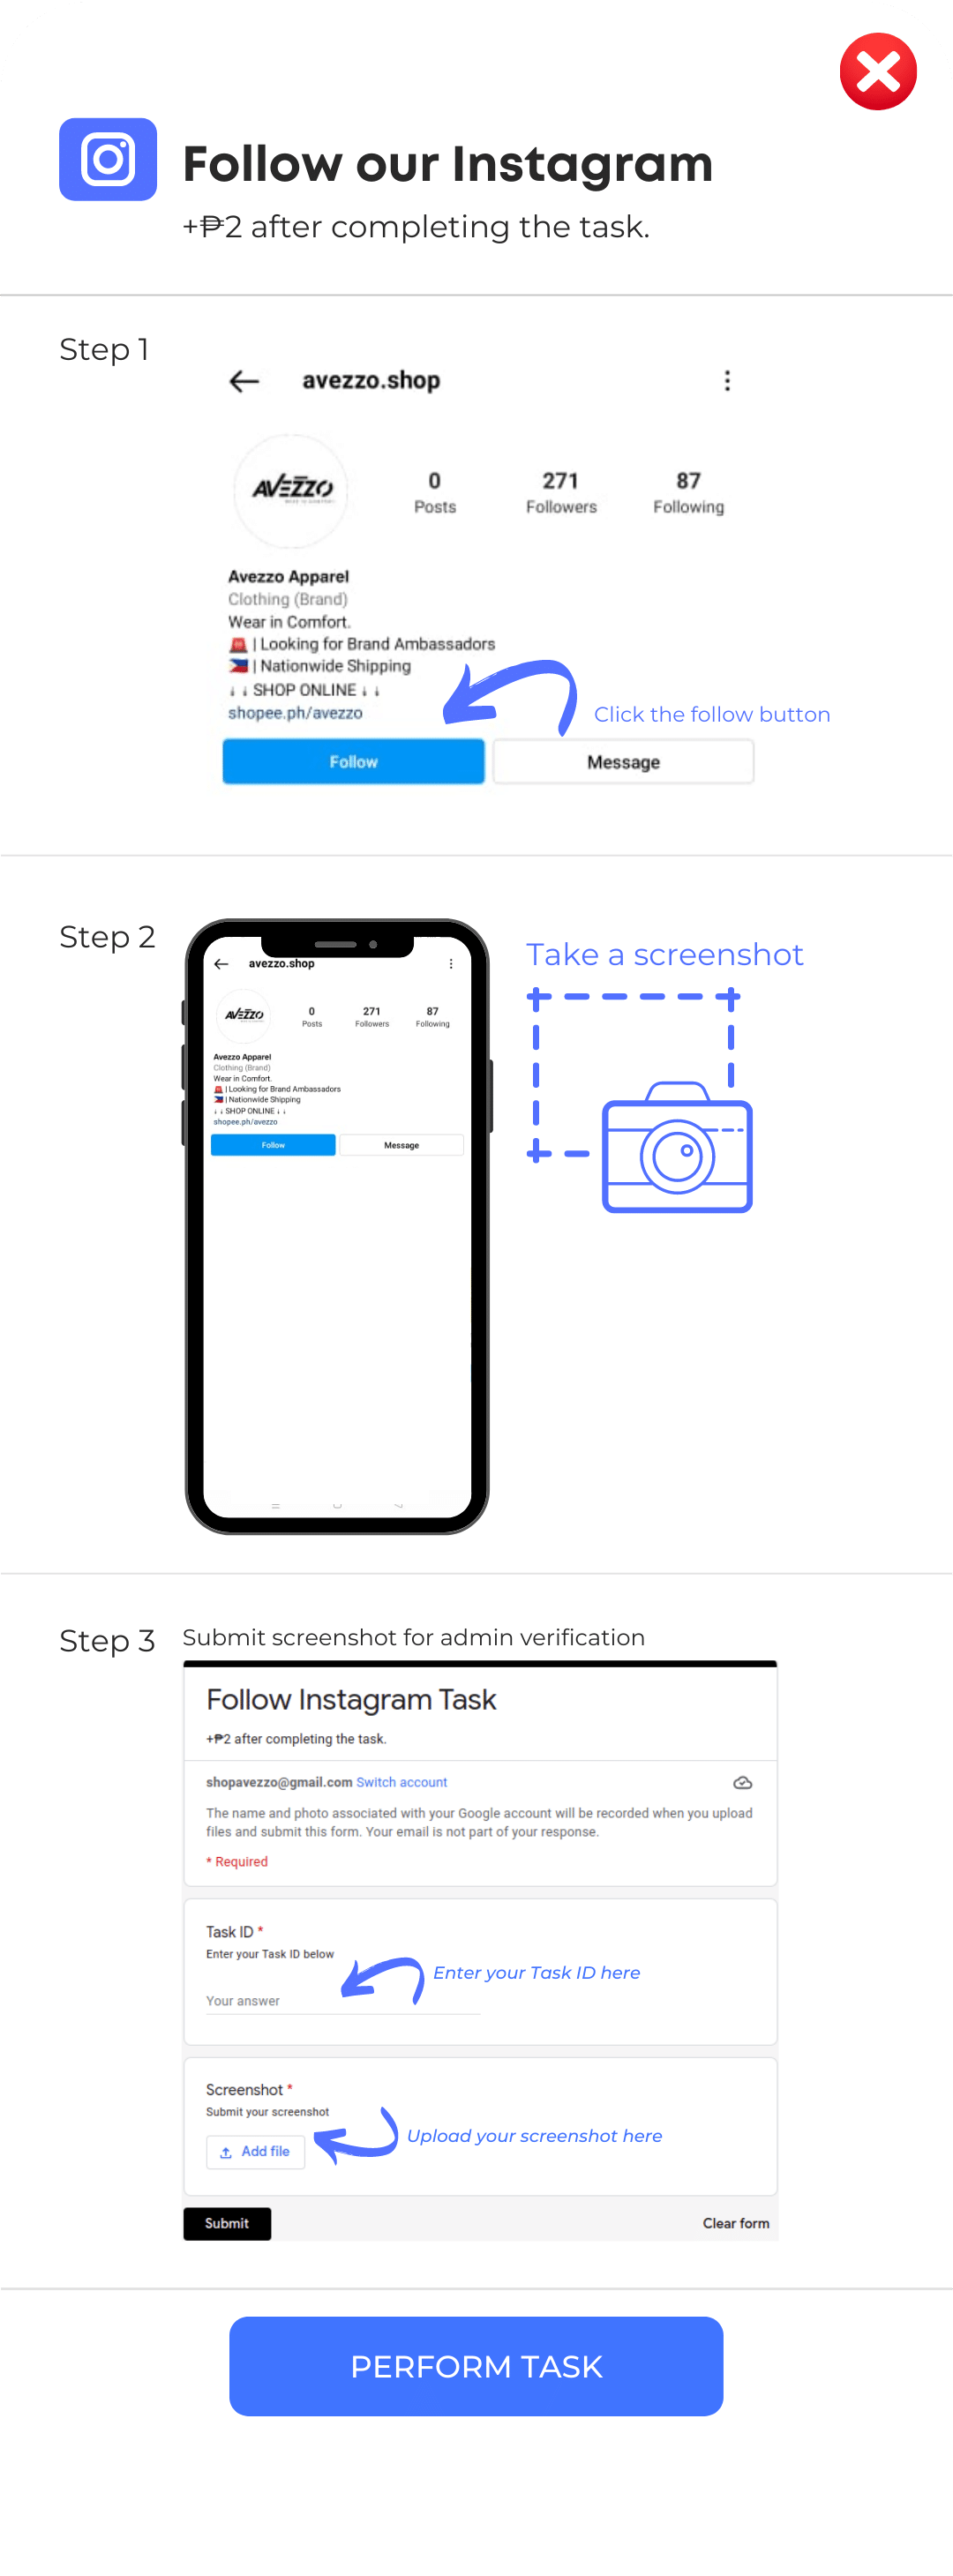 Follow our Instagram
+₱2 after completing the task.
Step 1
avezzo.shop
AVEZZO
0
Posts
271
Followers
87
Following
Avezzo Apparel
Clothing (Brand)
Wear in Comfort.
🚨 | Looking for Brand Ambassadors
🇵🇭 | Nationwide Shipping
↓ ↓ SHOP ONLINE ↓ ↓
shopee.ph/avezzo
Click the follow button
Follow
Message
Step 2
Take a screenshot
avezzo.shop
AVEZZO
0
Posts
271
Followers
87
Following
Avezzo Apparel
Clothing (Brand)
Wear in Comfort.
🚨 | Looking for Brand Ambassadors
🇵🇭 | Nationwide Shipping
↓ ↓ SHOP ONLINE ↓ ↓
shopee.ph/avezzo
Follow
Message
Step 3
Submit screenshot for admin verification
Follow Instagram Task
+₱2 after completing the task.
shopavezzo@gmail.com Switch account
The name and photo associated with your Google account will be recorded when you upload
files and submit this form. Your email is not part of your response.
* Required
Task ID *
Enter your Task ID below
Enter your Task ID here
Your answer
Screenshot *
Submit your screenshot
Upload your screenshot here
Add file
Submit
Clear form
PERFORM TASK